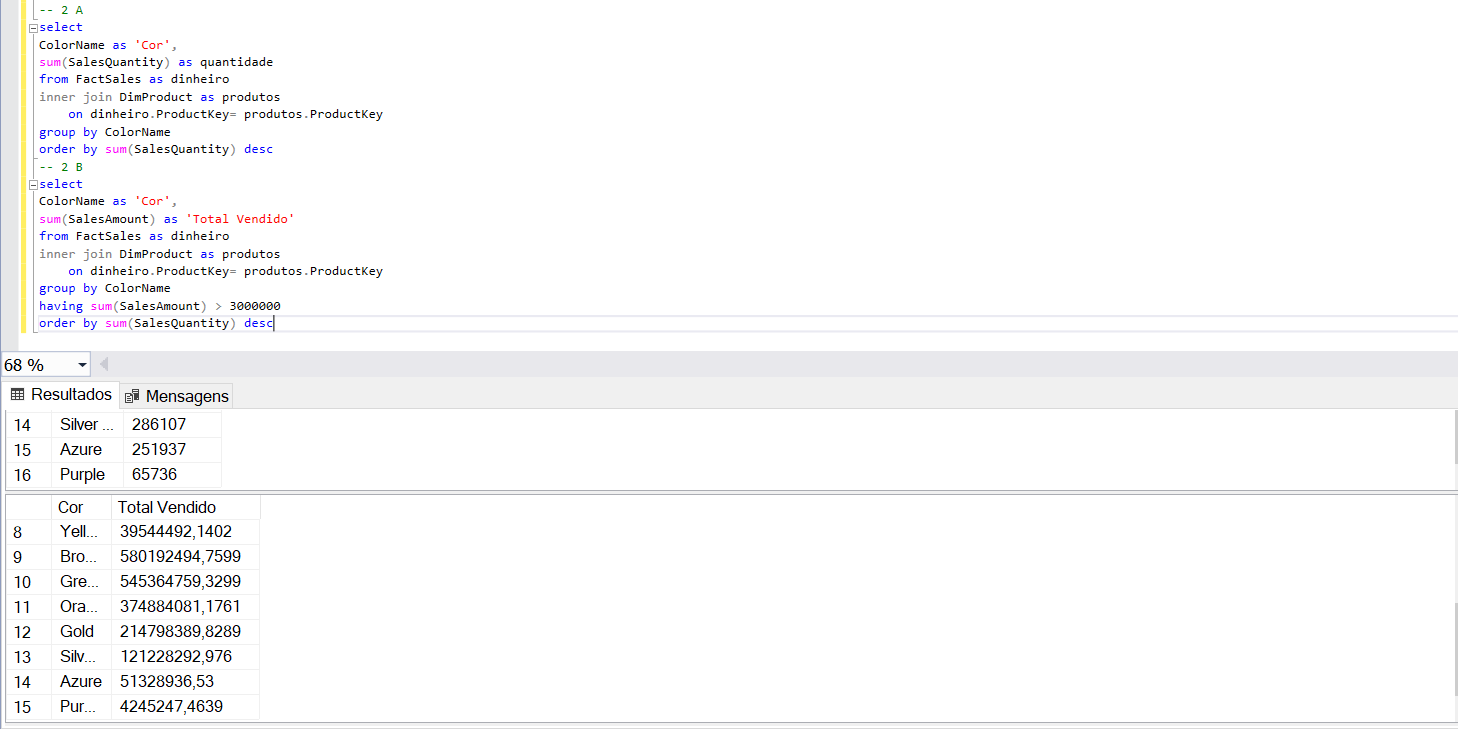 -- 2 A
select
ColorName as 'Cor',
sum(SalesQuantity) as quantidade
from FactSales as dinheiro
inner join DimProduct as produtos
    on dinheiro.ProductKey= produtos.ProductKey
group by ColorName
order by sum(SalesQuantity) desc
-- 2 B
select
ColorName as 'Cor',
sum(SalesAmount) as 'Total Vendido'
from FactSales as dinheiro
inner join DimProduct as produtos
    on dinheiro.ProductKey= produtos.ProductKey
group by ColorName
having sum(SalesAmount) > 3000000
order by sum(SalesQuantity) desc
68 %
Resultados Mensagens
14 Silver ... 286107
15 Azure 251937
16 Purple 65736
Cor Total Vendido
8 Yell... 39544492,1402
9 Bro... 580192494,7599
10 Gre... 545364759,3299
11 Ora... 374884081,1761
12 Gold 214798389,8289
13 Silv... 121228292,976
14 Azure 51328936,53
15 Pur... 4245247,4639